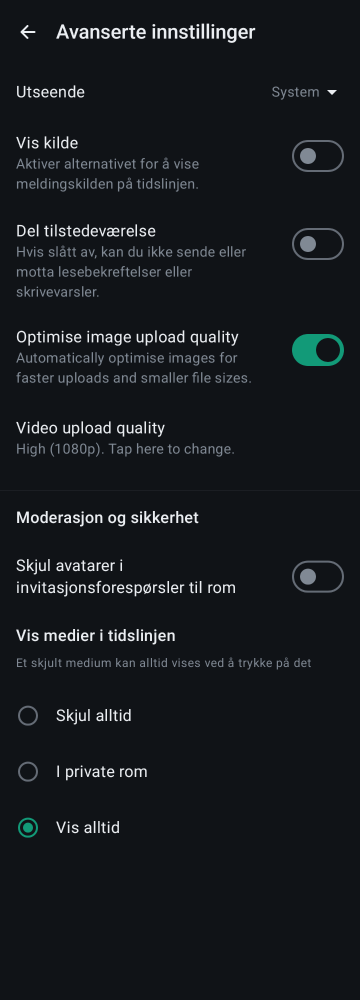 Avanserte innstillinger
Utseende
System
Vis kilde
Aktiver alternativet for å vise
meldingskilden på tidslinjen.
Del tilstedeværelse
Hvis slått av, kan du ikke sende eller
motta lesebekreftelser eller
skrivevarsler.
Optimise image upload quality
Automatically optimise images for
faster uploads and smaller file sizes.
Video upload quality
High (1080p). Tap here to change.
Moderasjon og sikkerhet
Skjul avatarer i
invitasjonsforespørsler til rom
Vis medier i tidslinjen
Et skjult medium kan alltid vises ved å trykke på det
Skjul alltid
I private rom
Vis alltid